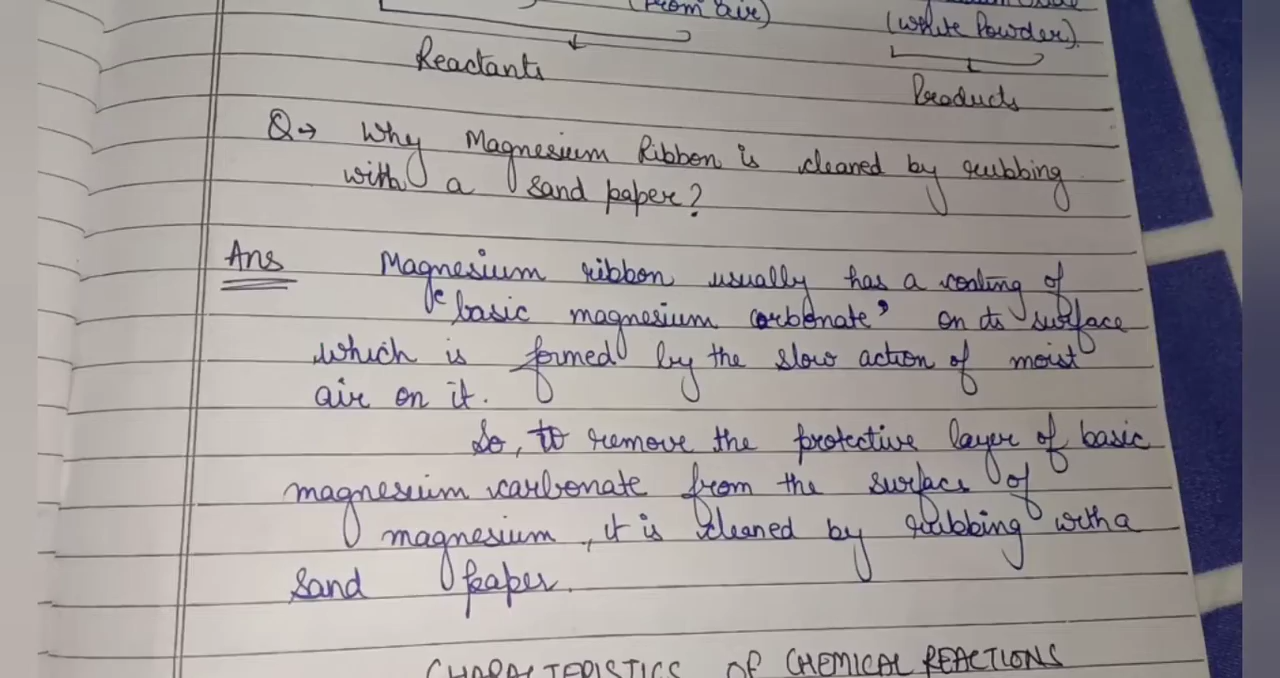 (From air)
(White Powder)
Reactants
Products
Q→ Why Magnesium Ribbon is cleaned by rubbing
with a sand paper?
Ans Magnesium ribbon usually has a coating of
"basic magnesium carbonate" on its surface
which is formed by the slow action of moist
air on it.
So, to remove the protective layer of basic
magnesium carbonate from the surface of
magnesium, it is cleaned by rubbing with a
sand paper.
CHARACTERISTICS OF CHEMICAL REACTIONS